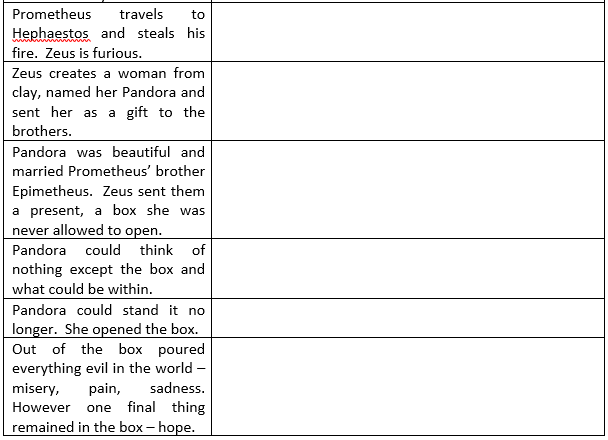 Prometheus travels to
Hephaestos and steals his
fire. Zeus is furious.
Zeus creates a woman from
clay, named her Pandora and
sent her as a gift to the
brothers.
Pandora was beautiful and
married Prometheus’ brother
Epimetheus. Zeus sent them
a present, a box she was
never allowed to open.
Pandora could think of
nothing except the box and
what could be within.
Pandora could stand it no
longer. She opened the box.
Out of the box poured
everything evil in the world –
misery, pain, sadness.
However one final thing
remained in the box – hope.